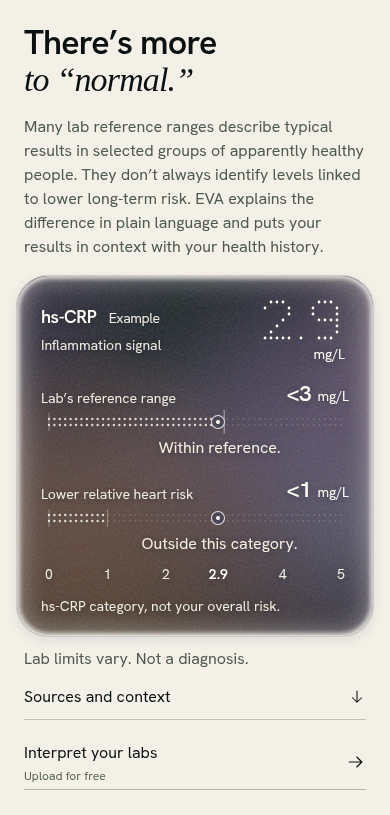 There’s more
to “normal.”
Many lab reference ranges describe typical
results in selected groups of apparently healthy
people. They don’t always identify levels linked
to lower long-term risk. EVA explains the
difference in plain language and puts your
results in context with your health history.
hs-CRP Example
2.9
Inflammation signal
mg/L
Lab’s reference range
<3 mg/L
Within reference.
Lower relative heart risk
<1 mg/L
Outside this category.
0 1 2 2.9 4 5
hs-CRP category, not your overall risk.
Lab limits vary. Not a diagnosis.
Sources and context
Interpret your labs
Upload for free